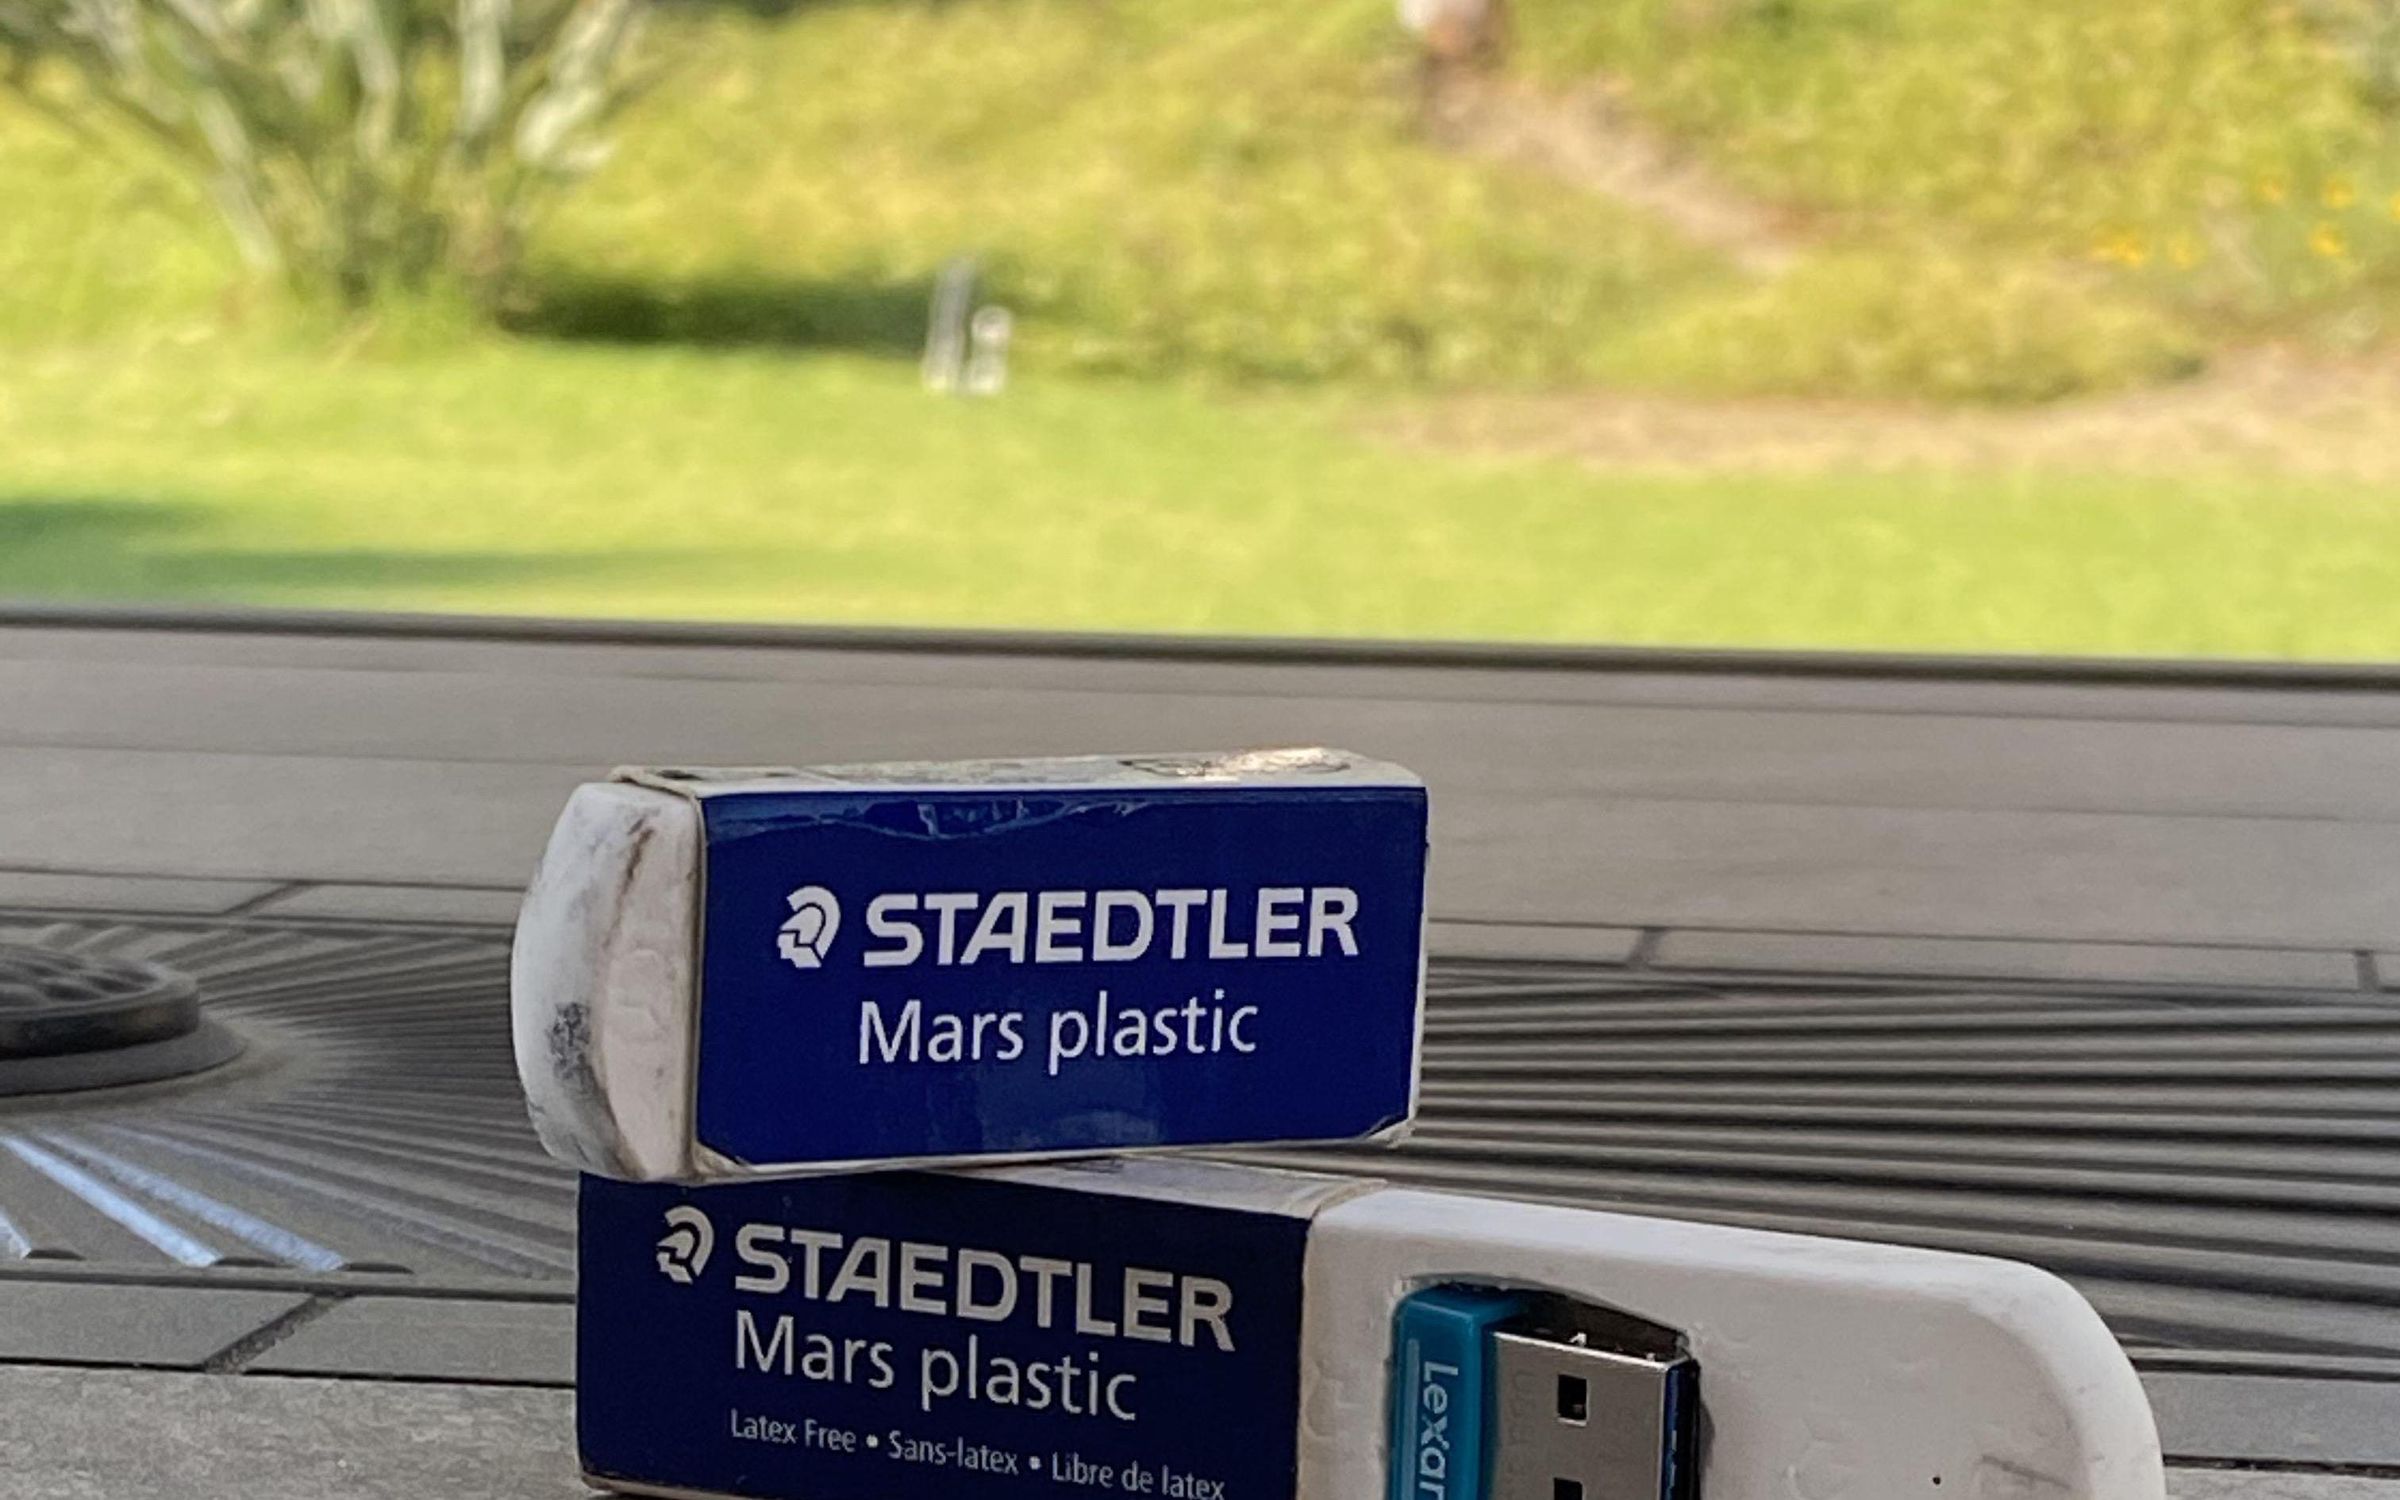 STAEDTLER
Mars plastic
STAEDTLER
Mars plastic
Latex Free • Sans-latex • Libre de latex
Lexar